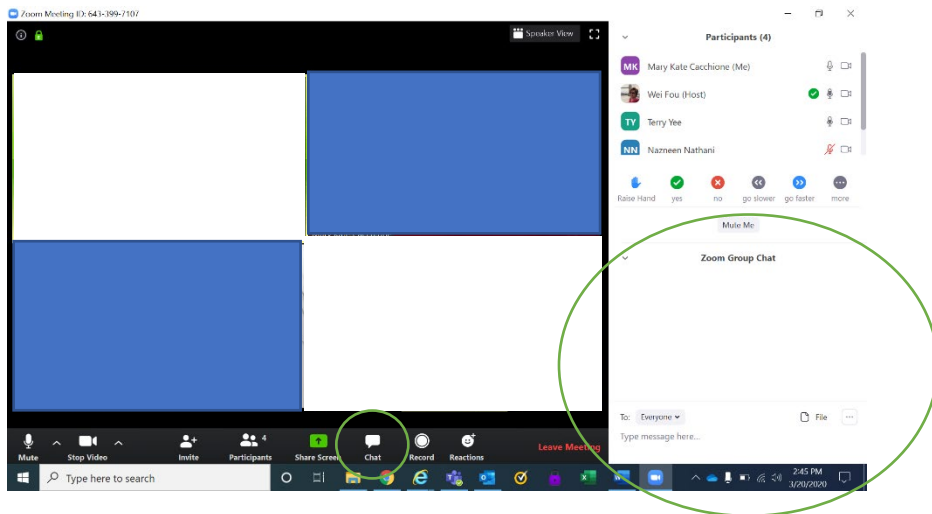 Zoom Meeting ID: 643-399-7107
Speaker View
Participants (4)
MK Mary Kate Cacchione (Me)
Wei Fou (Host)
TY Terry Yee
NN Nazneen Nathani
Raise Hand yes no go slower go faster more
Mute Me
Zoom Group Chat
To: Everyone File
Type message here...
4
Mute Stop Video Invite Participants Share Screen Chat Record Reactions Leave Meeting
Type here to search
2:45 PM
3/20/2020